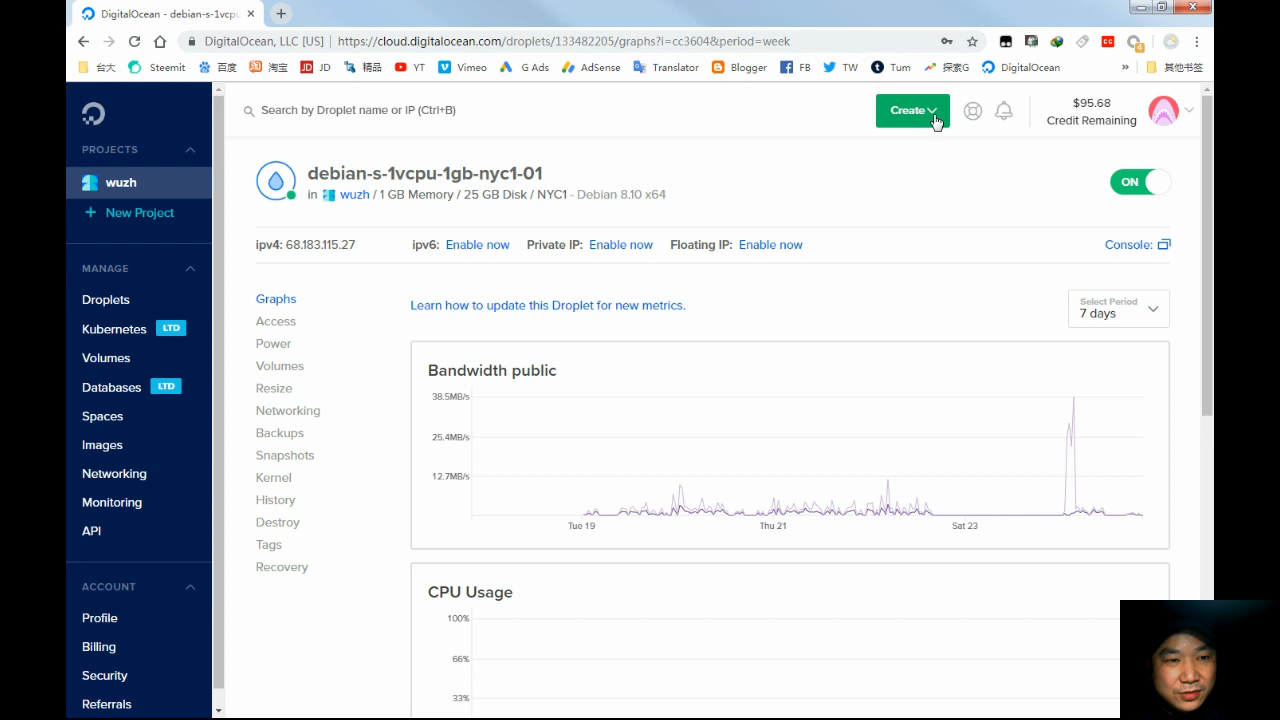 DigitalOcean - debian-s-1vcpu
DigitalOcean, LLC [US] | https://cloud.digitalocean.com/droplets/133482205/graphs?i=cc3604&period=week
台大 Steemit 百度 淘宝 JD JD 精品 YT Vimeo G Ads AdSense Translator Blogger FB TW Tum 探索G DigitalOcean » 其他书签
Search by Droplet name or IP (Ctrl+B)
Create
$95.68
Credit Remaining
PROJECTS
wuzh
+ New Project
MANAGE
Droplets
Kubernetes LTD
Volumes
Databases LTD
Spaces
Images
Networking
Monitoring
API
ACCOUNT
Profile
Billing
Security
Referrals
debian-s-1vcpu-1gb-nyc1-01
in wuzh / 1 GB Memory / 25 GB Disk / NYC1 - Debian 8.10 x64
ON
ipv4: 68.183.115.27 ipv6: Enable now Private IP: Enable now Floating IP: Enable now Console:
Graphs
Access
Power
Volumes
Resize
Networking
Backups
Snapshots
Kernel
History
Destroy
Tags
Recovery
Learn how to update this Droplet for new metrics.
Select Period
7 days
Bandwidth public
38.5MB/s
25.4MB/s
12.7MB/s
Tue 19 Thu 21 Sat 23
CPU Usage
100%
66%
33%